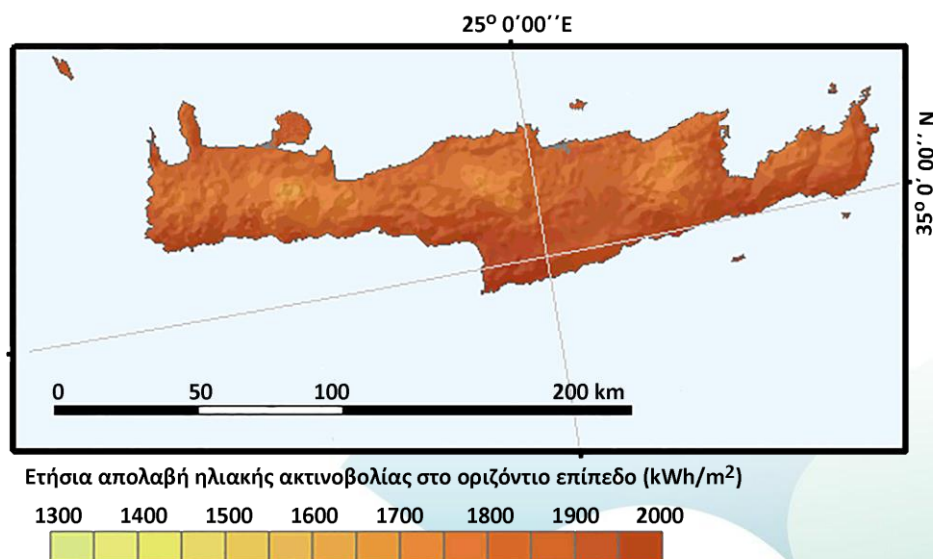 25° 0΄00΄΄E
35° 0΄ 00΄΄ N
0 50 100 200 km
Ετήσια απολαβή ηλιακής ακτινοβολίας στο οριζόντιο επίπεδο (kWh/m²)
1300 1400 1500 1600 1700 1800 1900 2000